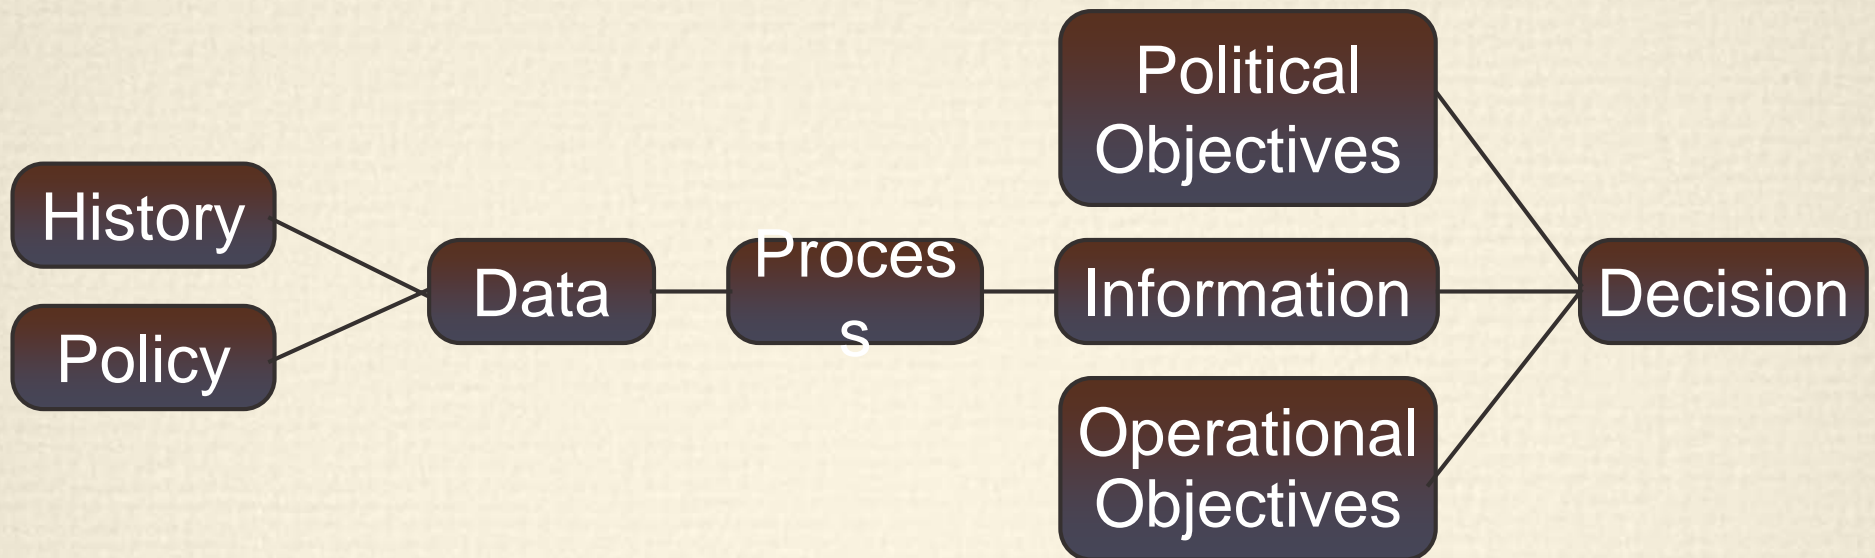 History
Policy
Data
Proces
s
Political
Objectives
Information
Operational
Objectives
Decision